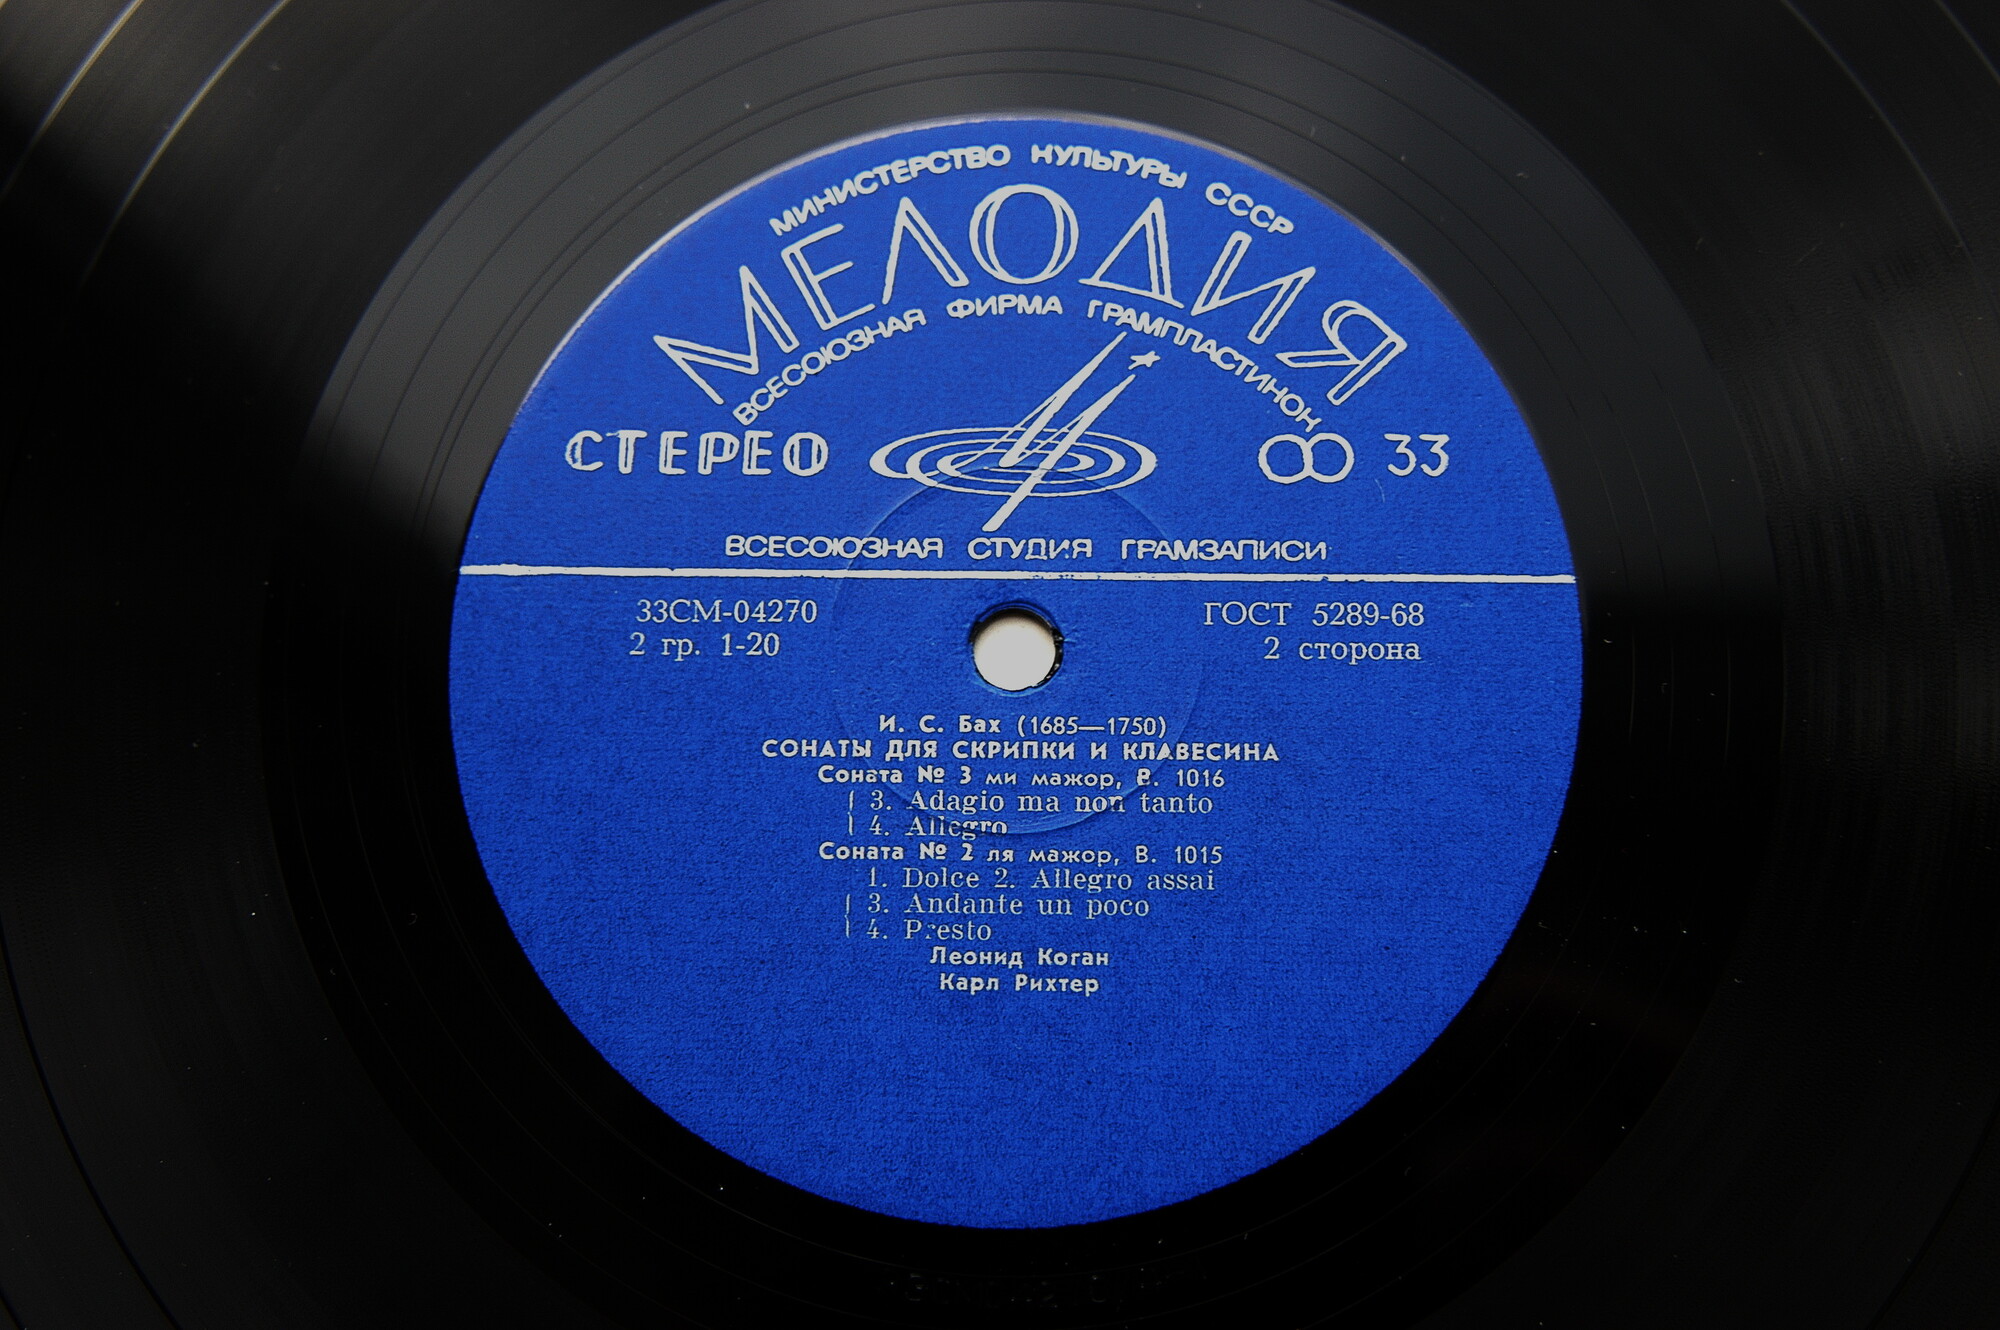 МИНИСТЕРСТВО КУЛЬТУРЫ СССР
МЕЛОДИЯ
ВСЕСОЮЗНАЯ ФИРМА ГРАМПЛАСТИНОК
СТЕРЕО 33
ВСЕСОЮЗНАЯ СТУДИЯ ГРАМЗАПИСИ
33СМ-04270 ГОСТ 5289-68
2 гр. 1-20 2 сторона
И. С. Бах (1685—1750)
СОНАТЫ ДЛЯ СКРИПКИ И КЛАВЕСИНА
Соната № 3 ми мажор, В. 1016
3. Adagio ma non tanto
4. Allegro
Соната № 2 ля мажор, В. 1015
1. Dolce 2. Allegro assai
3. Andante un poco
4. Presto
Леонид Коган
Карл Рихтер